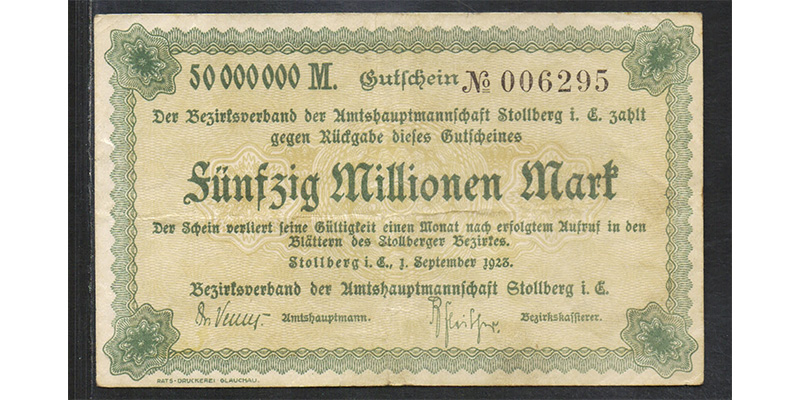 50 000 000 M. Gutschein № 006295
Der Bezirksverband der Amtshauptmannschaft Stollberg i. E. zahlt
gegen Rückgabe dieses Gutscheines
Fünfzig Millionen Mark
Der Schein verliert seine Gültigkeit einen Monat nach erfolgtem Aufruf in den
Blättern des Stollberger Bezirkes.
Stollberg i. E., 1. September 1923.
Bezirksverband der Amtshauptmannschaft Stollberg i. E.
Amtshauptmann. Bezirkskassierer.
RATS-DRUCKEREI GLAUCHAU.